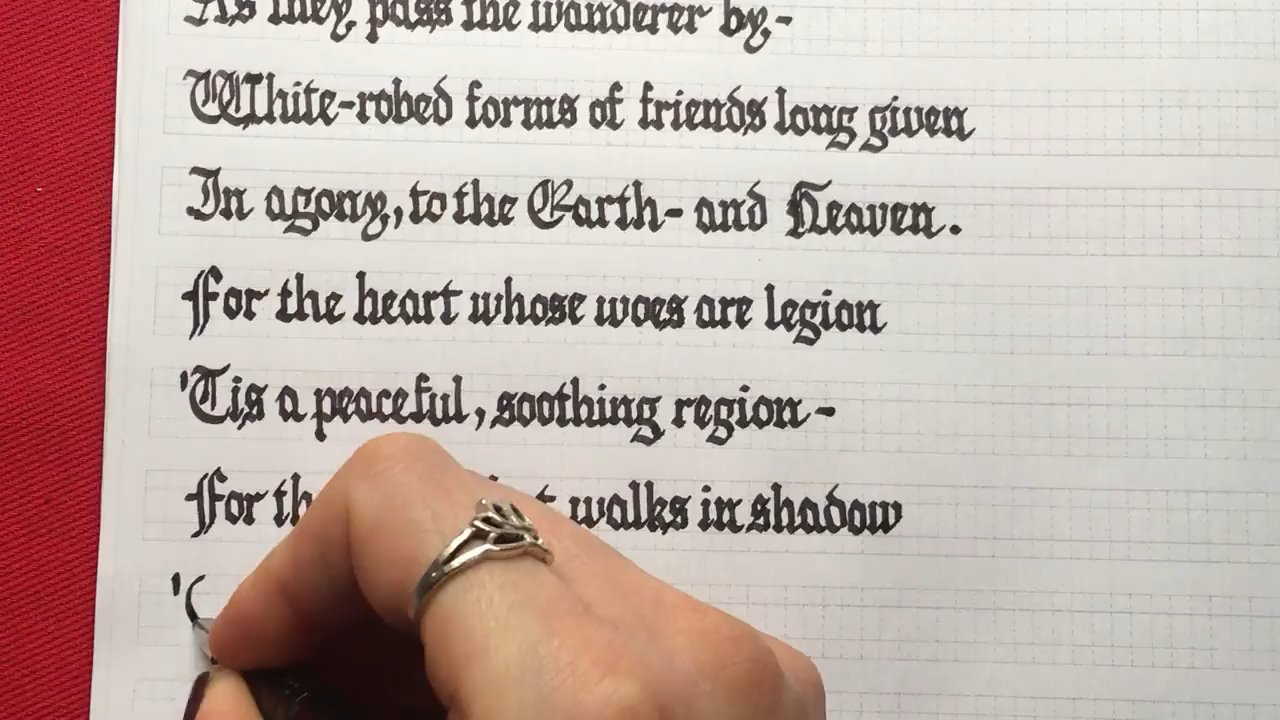 As they pass the wanderer by-
White-robed forms of friends long given
In agony, to the Earth- and Heaven.
For the heart whose woes are legion
'Tis a peaceful, soothing region-
For walks in shadow